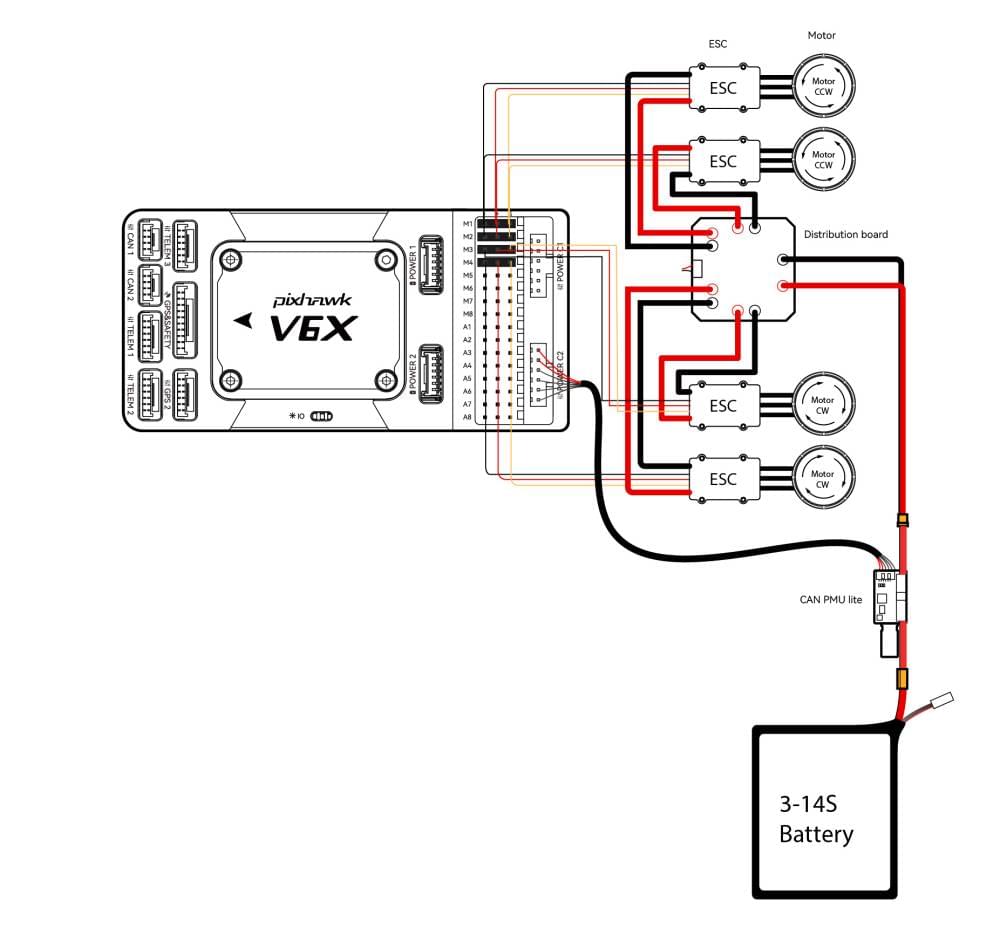 ESC
Motor
ESC
Motor
CCW
ESC
Motor
CCW
Distribution board
CAN 1
TELEM 3
CAN 2
GPS&SAFETY
TELEM 1
TELEM 2
GPS 2
pixhawk
V6X
IO
POWER 1
POWER 2
M1
M2
M3
M4
M5
M6
M7
M8
A1
A2
A3
A4
A5
A6
A7
A8
POWER C1
POWER C2
ESC
Motor
CW
ESC
Motor
CW
CAN PMU lite
3-14S
Battery